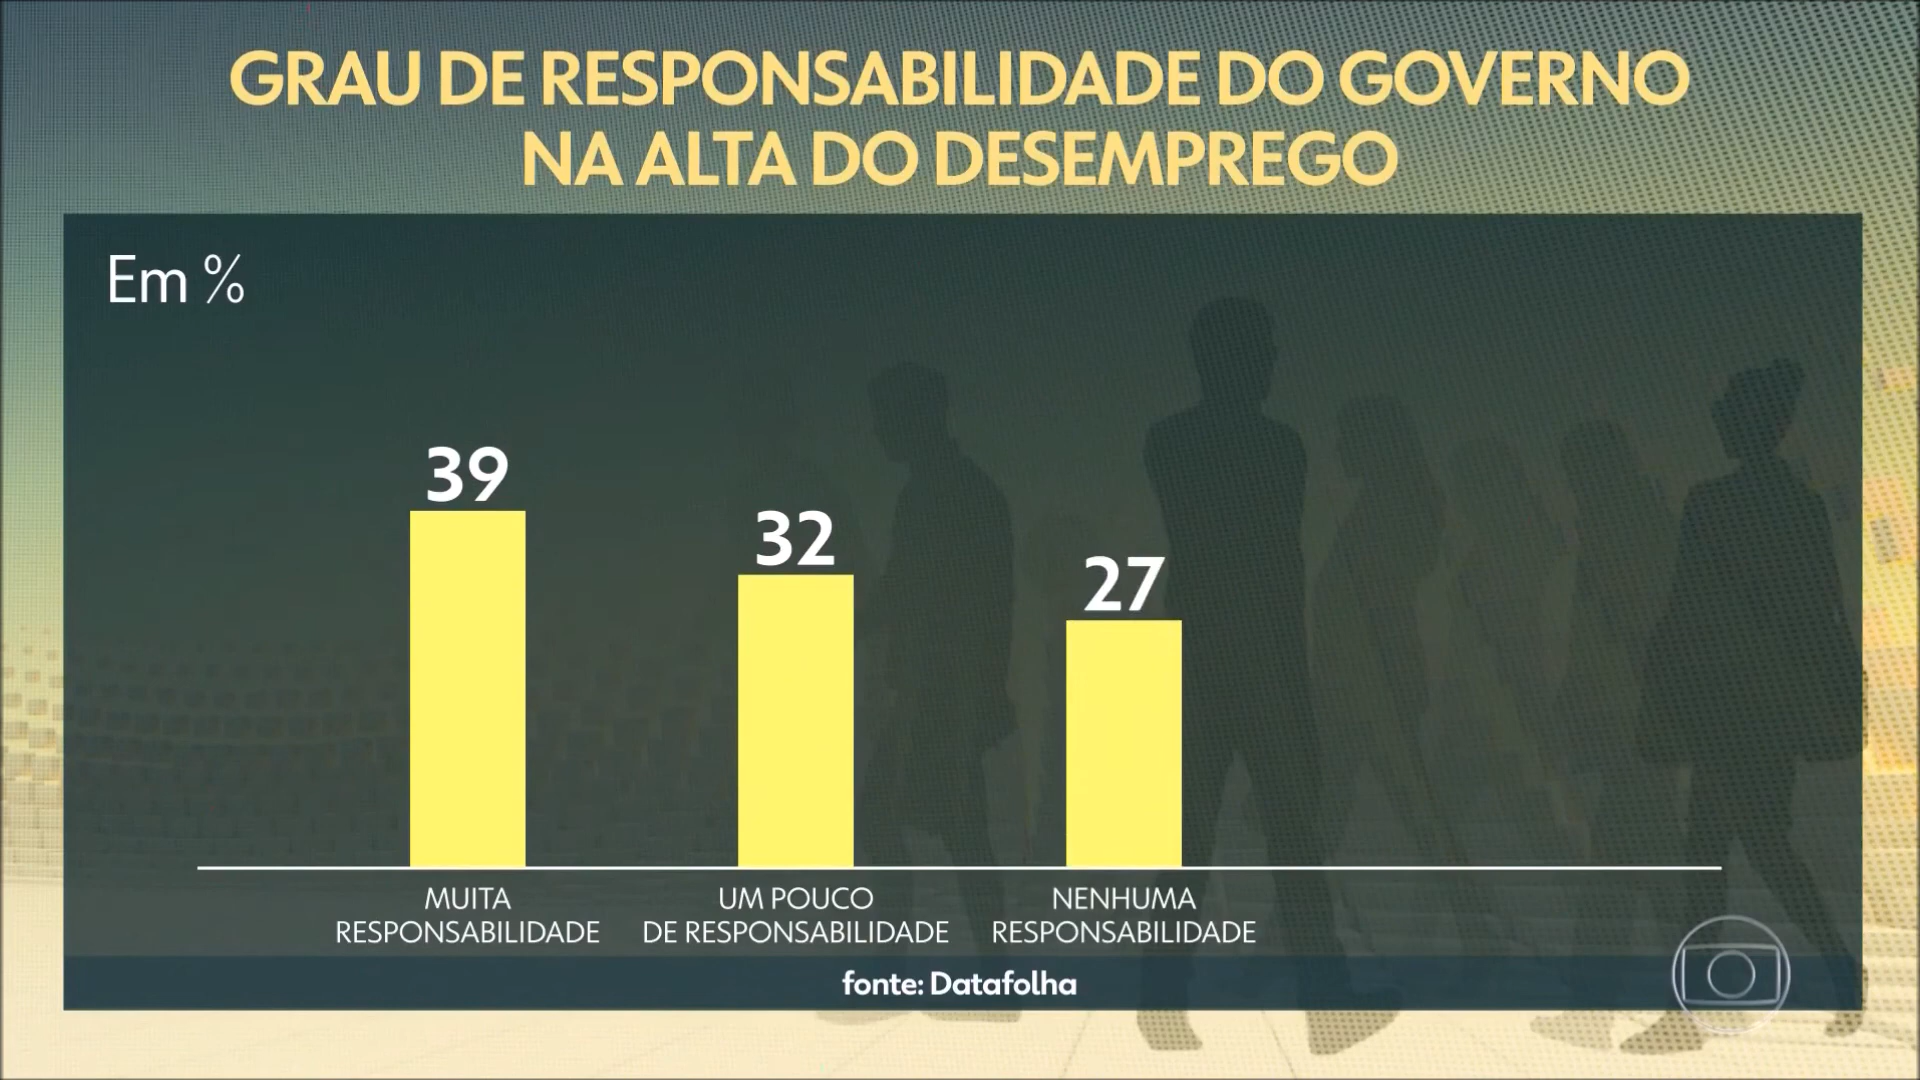 GRAU DE RESPONSABILIDADE DO GOVERNO
NA ALTA DO DESEMPREGO
Em %
39
32
27
MUITA
RESPONSABILIDADE
UM POUCO
DE RESPONSABILIDADE
NENHUMA
RESPONSABILIDADE
fonte: Datafolha